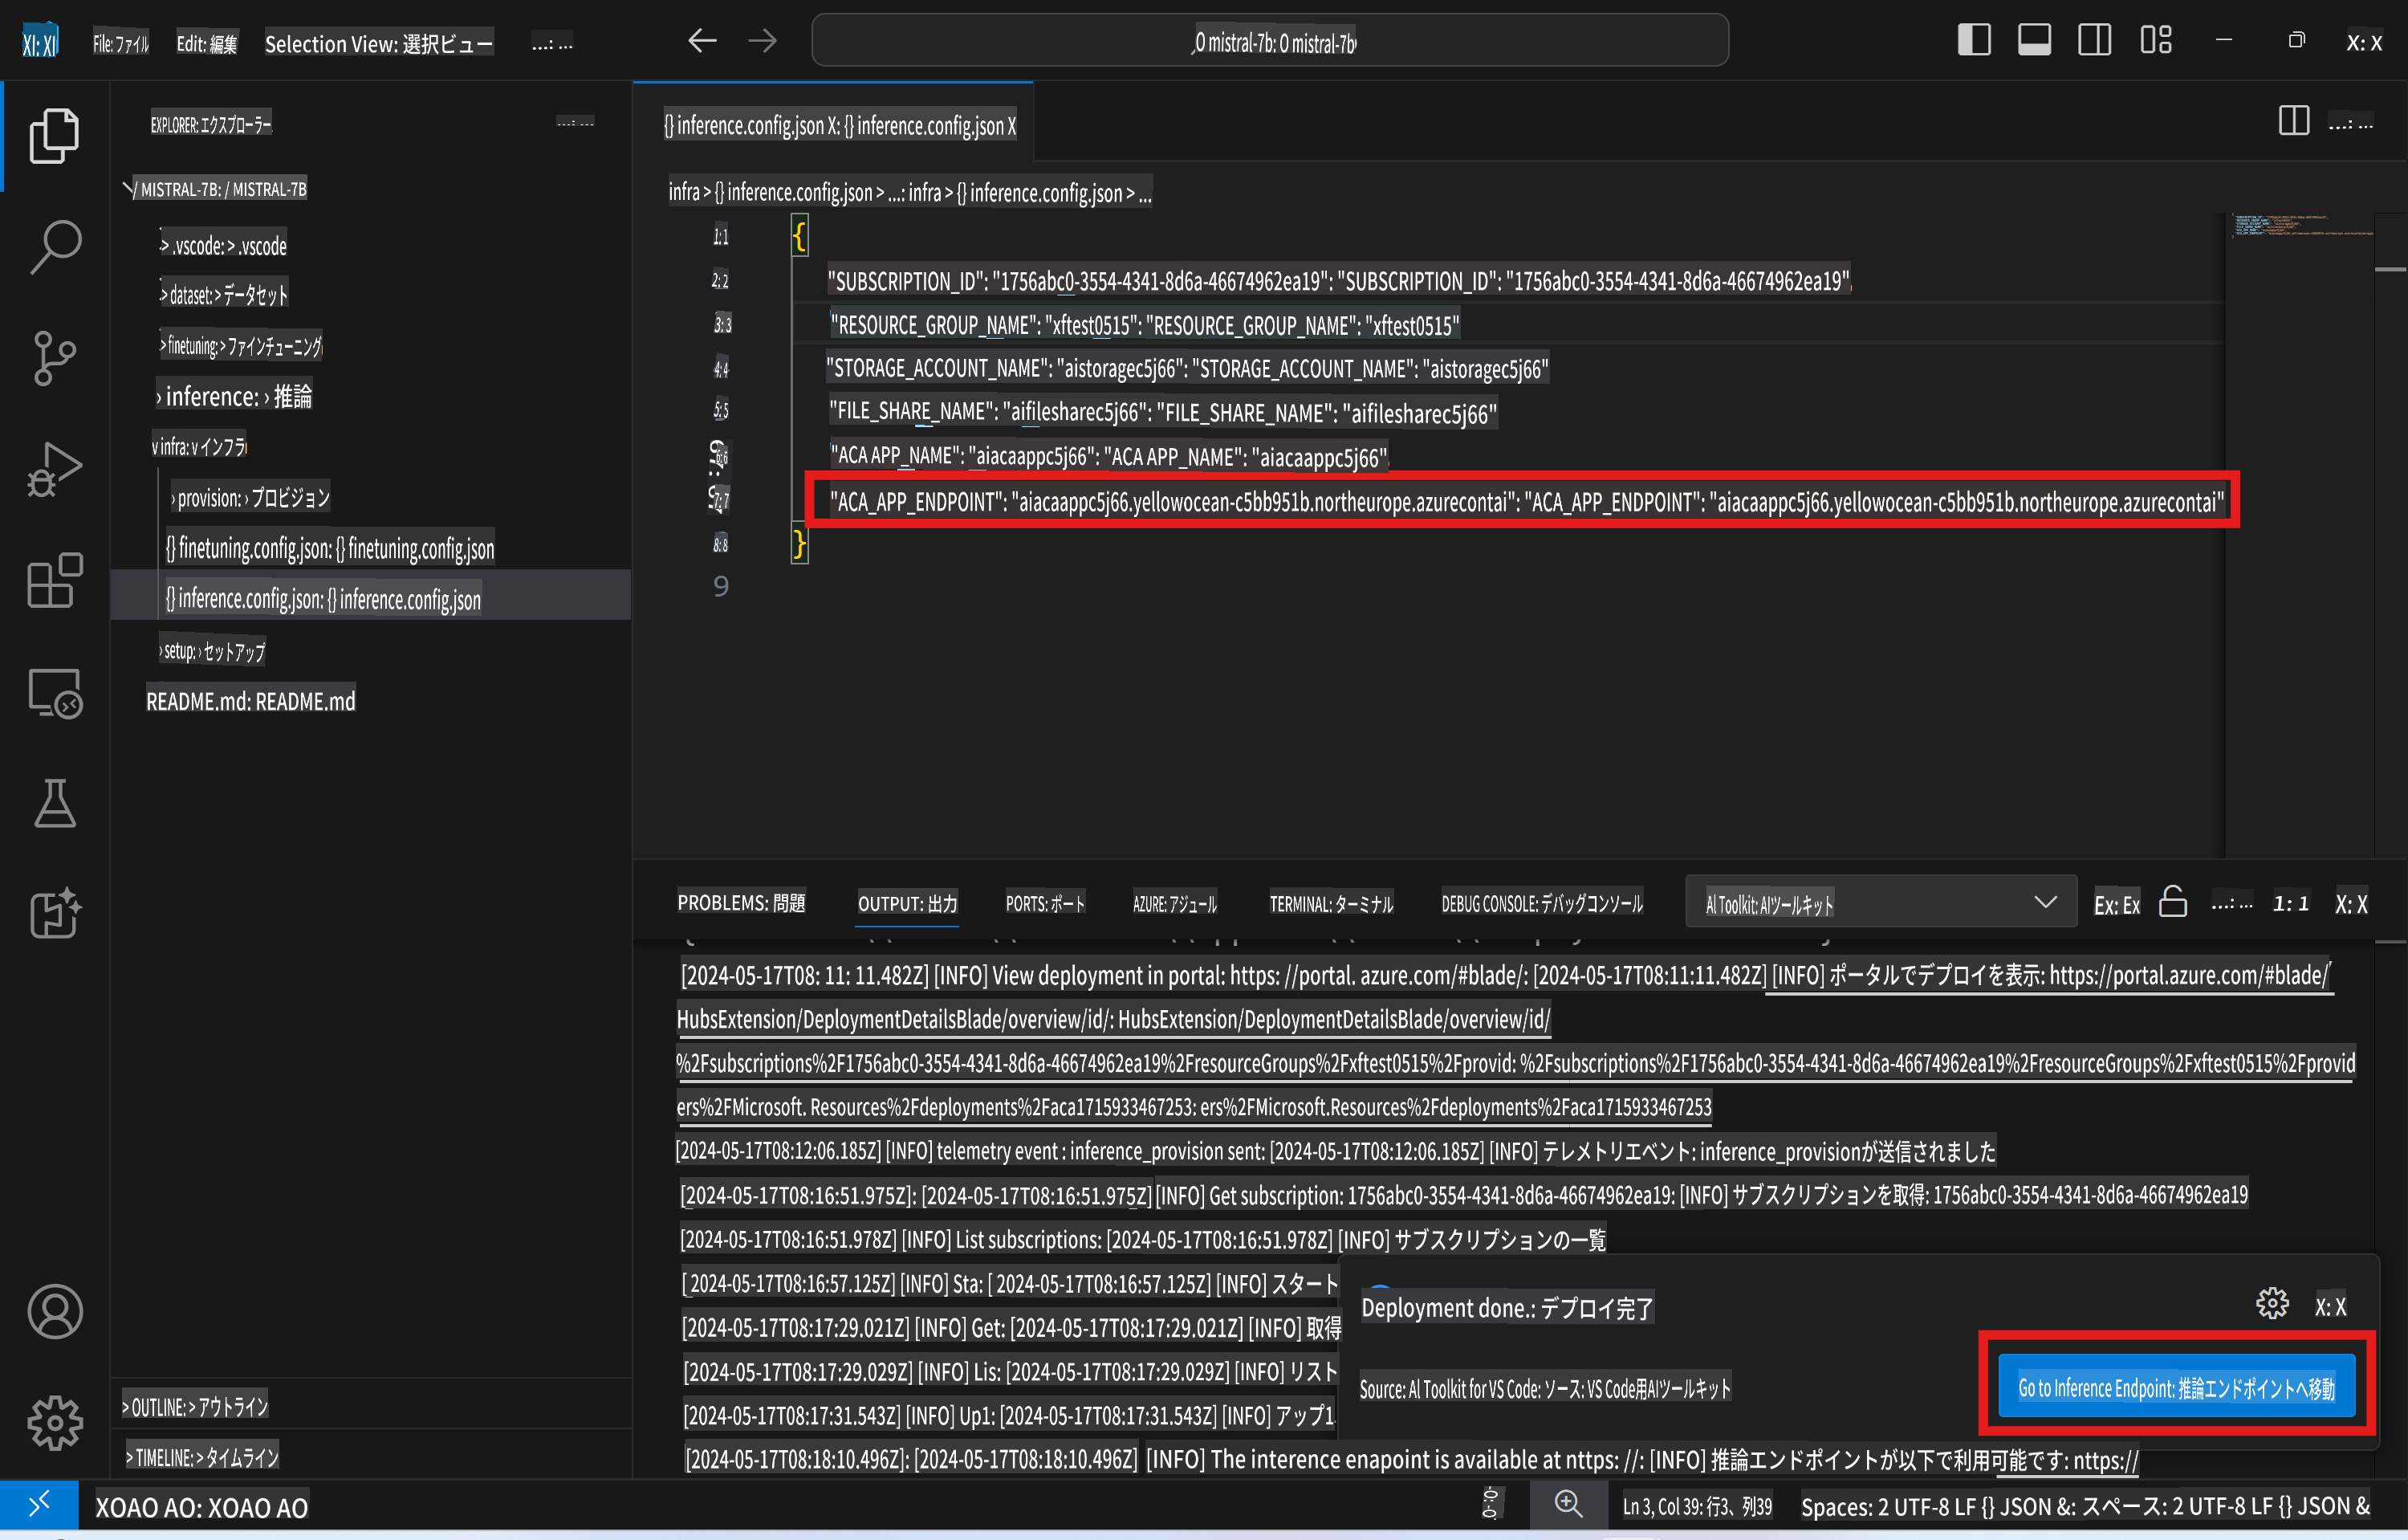 XI: XI
File: ファイル
Edit: 編集
Selection View: 選択ビュー
...: ...
O mistral-7b: O mistral-7b
X: X
EXPLORER: エクスプローラー
...: ...
/ MISTRAL-7B: / MISTRAL-7B
> .vscode: > .vscode
> dataset: > データセット
> finetuning: > ファインチューニング
› inference: › 推論
v infra: v インフラ
› provision: › プロビジョン
{} finetuning.config.json: {} finetuning.config.json
{} inference.config.json: {} inference.config.json
› setup: › セットアップ
README.md: README.md
> OUTLINE: > アウトライン
> TIMELINE: > タイムライン
{} inference.config.json X: {} inference.config.json X
...: ...
infra > {} inference.config.json > ...: infra > {} inference.config.json > ...
1: 1 {
2: 2 "SUBSCRIPTION_ID": "1756abc0-3554-4341-8d6a-46674962ea19": "SUBSCRIPTION_ID": "1756abc0-3554-4341-8d6a-46674962ea19"
3: 3 "RESOURCE_GROUP_NAME": "xftest0515": "RESOURCE_GROUP_NAME": "xftest0515"
4: 4 "STORAGE_ACCOUNT_NAME": "aistoragec5j66": "STORAGE_ACCOUNT_NAME": "aistoragec5j66"
5: 5 "FILE_SHARE_NAME": "aifilesharec5j66": "FILE_SHARE_NAME": "aifilesharec5j66"
6: 6 "ACA APP_NAME": "aiacaappc5j66": "ACA APP_NAME": "aiacaappc5j66"
7: 7 "ACA_APP_ENDPOINT": "aiacaappc5j66.yellowocean-c5bb951b.northeurope.azurecontai": "ACA_APP_ENDPOINT": "aiacaappc5j66.yellowocean-c5bb951b.northeurope.azurecontai"
8: 8 }
9
PROBLEMS: 問題
OUTPUT: 出力
PORTS: ポート
AZURE: アジュール
TERMINAL: ターミナル
DEBUG CONSOLE: デバッグコンソール
Al Toolkit: AIツールキット
Ex: Ex
...: ...
1: 1
X: X
[2024-05-17T08: 11: 11.482Z] [INFO] View deployment in portal: https: //portal. azure.com/#blade/: [2024-05-17T08:11:11.482Z] [INFO] ポータルでデプロイを表示: https://portal.azure.com/#blade/
HubsExtension/DeploymentDetailsBlade/overview/id/: HubsExtension/DeploymentDetailsBlade/overview/id/
%2Fsubscriptions%2F1756abc0-3554-4341-8d6a-46674962ea19%2FresourceGroups%2Fxftest0515%2Fprovid: %2Fsubscriptions%2F1756abc0-3554-4341-8d6a-46674962ea19%2FresourceGroups%2Fxftest0515%2Fprovid
ers%2FMicrosoft. Resources%2Fdeployments%2Faca1715933467253: ers%2FMicrosoft.Resources%2Fdeployments%2Faca1715933467253
[2024-05-17T08:12:06.185Z] [INFO] telemetry event : inference_provision sent: [2024-05-17T08:12:06.185Z] [INFO] テレメトリエベント: inference_provisionが送信されました
[2024-05-17T08:16:51.975Z]: [2024-05-17T08:16:51.975Z] [INFO] Get subscription: 1756abc0-3554-4341-8d6a-46674962ea19: [INFO] サブスクリプションを取得: 1756abc0-3554-4341-8d6a-46674962ea19
[2024-05-17T08:16:51.978Z] [INFO] List subscriptions: [2024-05-17T08:16:51.978Z] [INFO] サブスクリプションの一覧
[ 2024-05-17T08:16:57.125Z] [INFO] Sta: [ 2024-05-17T08:16:57.125Z] [INFO] スタート
[2024-05-17T08:17:29.021Z] [INFO] Get: [2024-05-17T08:17:29.021Z] [INFO] 取得
[2024-05-17T08:17:29.029Z] [INFO] Lis: [2024-05-17T08:17:29.029Z] [INFO] リスト
[2024-05-17T08:17:31.543Z] [INFO] Up1: [2024-05-17T08:17:31.543Z] [INFO] アップ1
[2024-05-17T08:18:10.496Z]: [2024-05-17T08:18:10.496Z] [INFO] The interence enapoint is available at nttps: //: [INFO] 推論エンドポイントが以下で利用可能です: nttps://
Deployment done.: デプロイ完了
X: X
Source: Al Toolkit for VS Code: ソース: VS Code用AIツールキット
Go to Inference Endpoint: 推論エンドポイントへ移動
XOAO AO: XOAO AO
Ln 3, Col 39: 行3、列39
Spaces: 2 UTF-8 LF {} JSON &: スペース: 2 UTF-8 LF {} JSON &